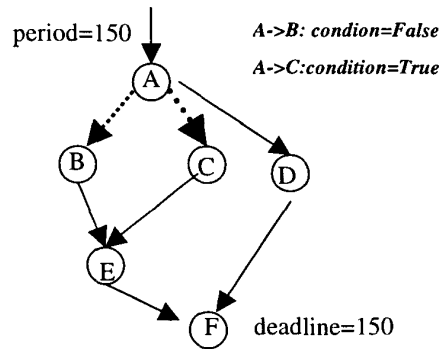 period=150
A->B: condion=False
A->C:condition=True
A
B
C
D
E
F
deadline=150